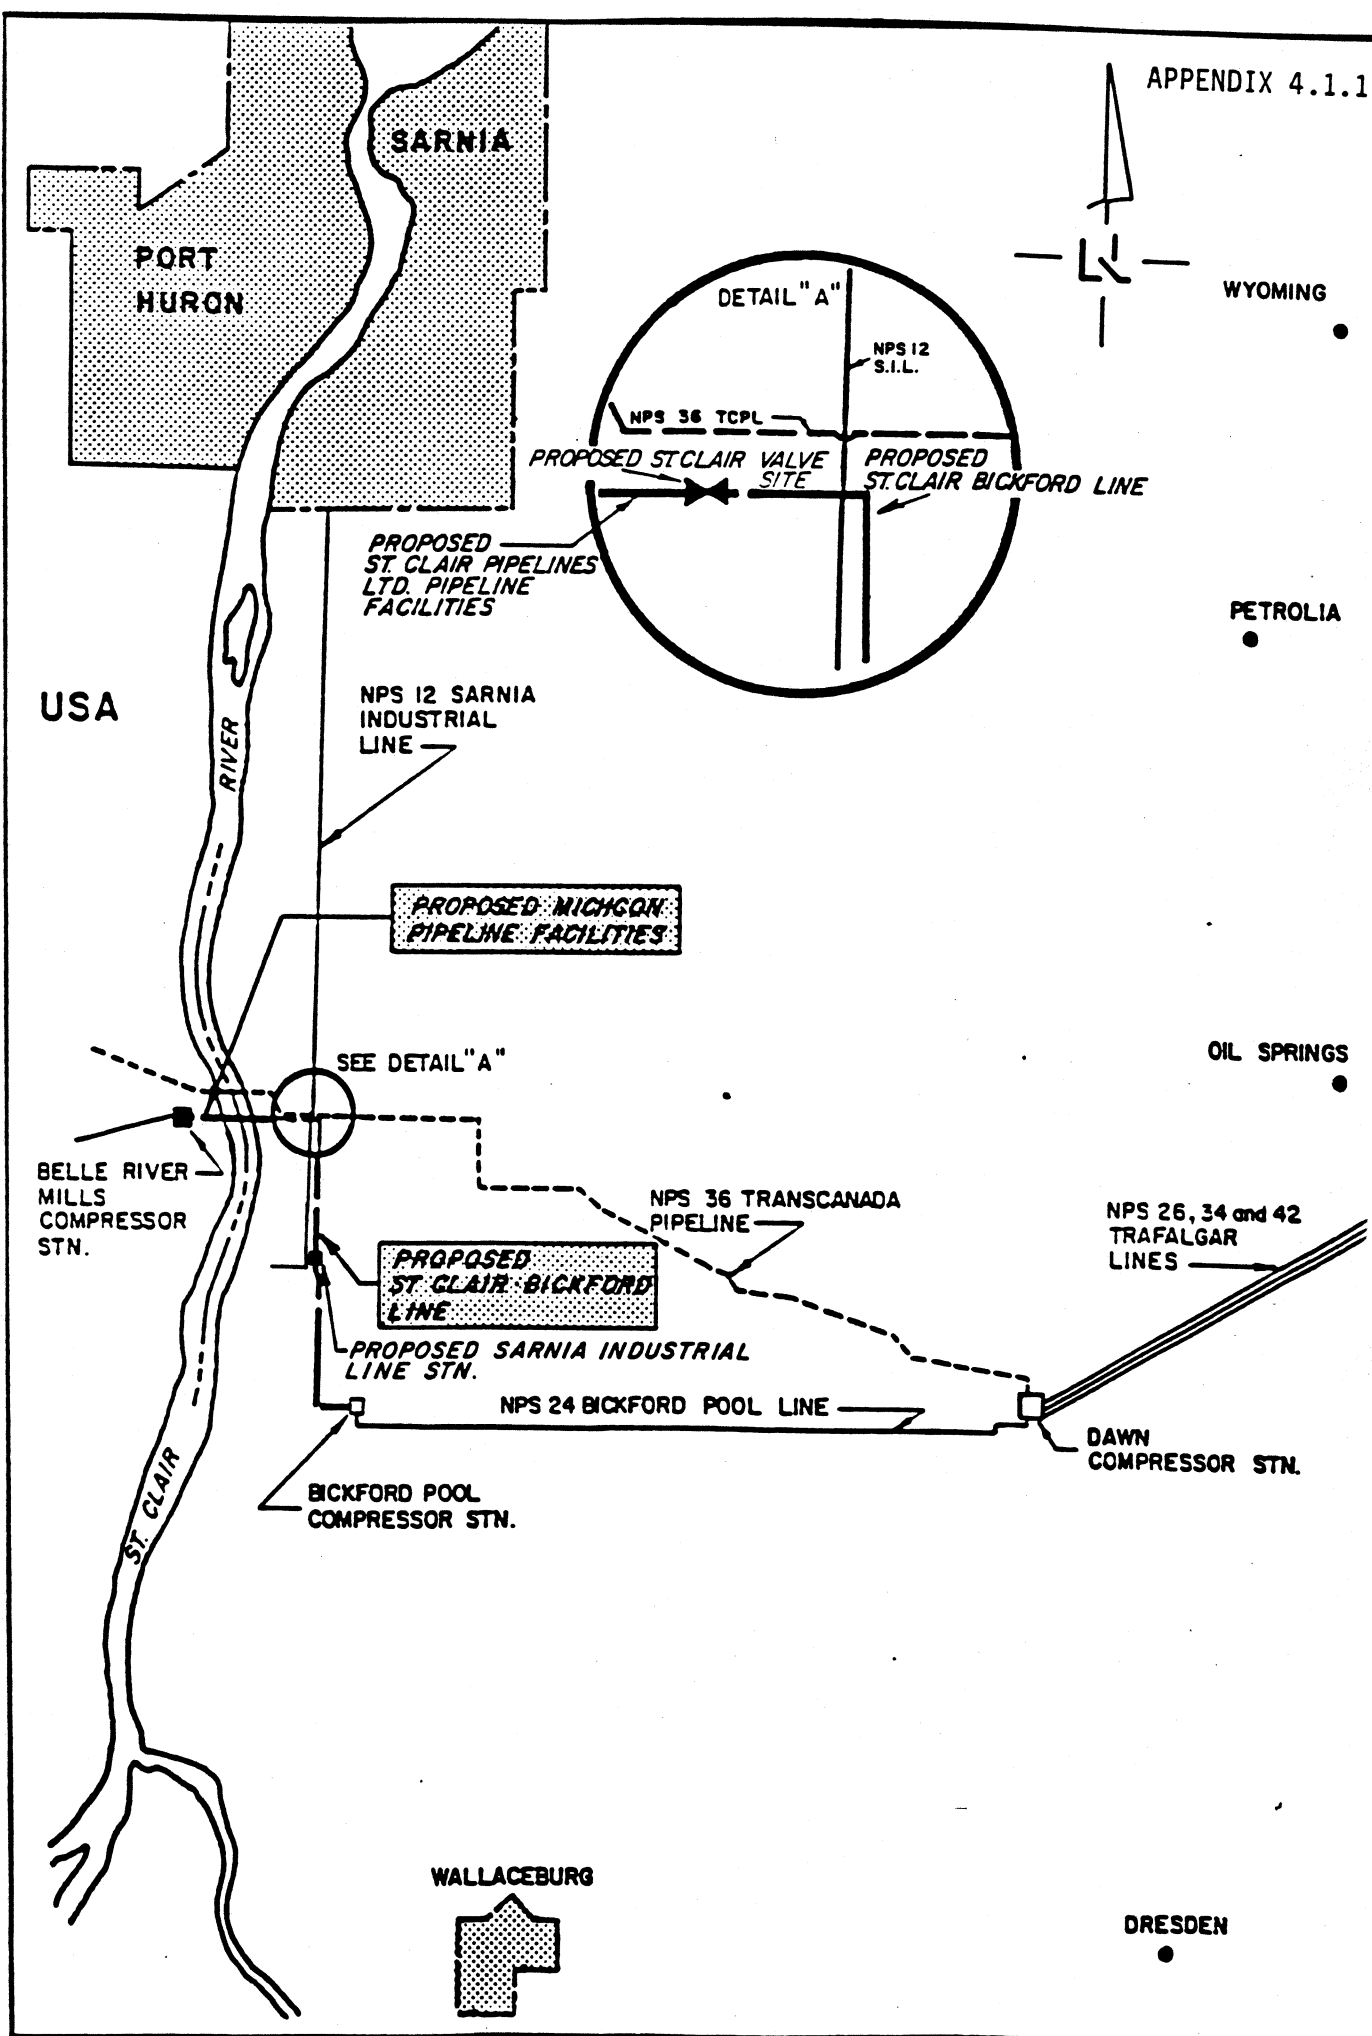 APPENDIX 4.1.1
SARNIA
PORT
HURON
WYOMING
DETAIL "A"
NPS 12
S.I.L.
NPS 36 TCPL
PROPOSED ST.CLAIR VALVE
SITE
PROPOSED
ST.CLAIR BICKFORD LINE
PROPOSED
ST. CLAIR PIPELINES
LTD. PIPELINE
FACILITIES
PETROLIA
USA
NPS 12 SARNIA
INDUSTRIAL
LINE
RIVER
PROPOSED MICHCON
PIPELINE FACILITIES
SEE DETAIL "A"
OIL SPRINGS
BELLE RIVER
MILLS
COMPRESSOR
STN.
NPS 36 TRANSCANADA
PIPELINE
NPS 26, 34 and 42
TRAFALGAR
LINES
PROPOSED
ST CLAIR BICKFORD
LINE
PROPOSED SARNIA INDUSTRIAL
LINE STN.
NPS 24 BICKFORD POOL LINE
DAWN
COMPRESSOR STN.
BICKFORD POOL
COMPRESSOR STN.
ST. CLAIR
WALLACEBURG
DRESDEN